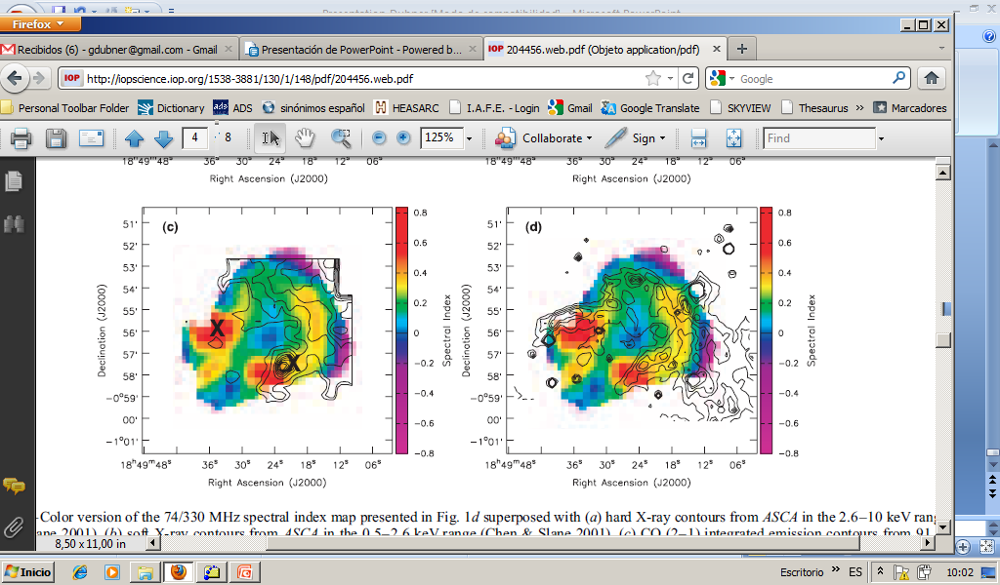 Presentation Dubner [Modo de compatibilidad] - Microsoft PowerPoint
Firefox
Recibidos (6) - gdubner@gmail.com - Gmail
Presentación de PowerPoint - Powered b...
IOP 204456.web.pdf (Objeto application/pdf)
IOP http://iopscience.iop.org/1538-3881/130/1/148/pdf/204456.web.pdf
Google
Personal Toolbar Folder Dictionary ads ADS sinónimos español H HEASARC I.A.F.E. - Login Gmail Google Translate SKYVIEW Thesaurus » Marcadores
4 / 8 125% Collaborate Sign Find
18ʰ49ᵐ48ˢ 36ˢ 30ˢ 24ˢ 18ˢ 12ˢ 06ˢ
Right Ascension (J2000)
18ʰ49ᵐ48ˢ 36ˢ 30ˢ 24ˢ 18ˢ 12ˢ 06ˢ
Right Ascension (J2000)
(c)
X
X
Declination (J2000)
51'
52'
53'
54'
55'
56'
57'
58'
-0°59'
00'
-1°01'
18ʰ49ᵐ48ˢ 36ˢ 30ˢ 24ˢ 18ˢ 12ˢ 06ˢ
Right Ascension (J2000)
0.8
0.6
0.4
0.2
0
-0.2
-0.4
-0.6
-0.8
Spectral Index
(d)
Declination (J2000)
51'
52'
53'
54'
55'
56'
57'
58'
-0°59'
00'
-1°01'
18ʰ49ᵐ48ˢ 36ˢ 30ˢ 24ˢ 18ˢ 12ˢ 06ˢ
Right Ascension (J2000)
0.8
0.6
0.4
0.2
0
-0.2
-0.4
-0.6
-0.8
Spectral Index
-Color version of the 74/330 MHz spectral index map presented in Fig. 1d superposed with (a) hard X-ray contours from ASCA in the 2.6–10 keV
ane 2001), (b) soft X-ray contours from ASCA in the 0.5–2.6 keV range (Chen & Slane 2001), (c) CO (2–1) integrated emission contours from
8,50 x 11,00 in
Inicio
Escritorio » ES 10:02